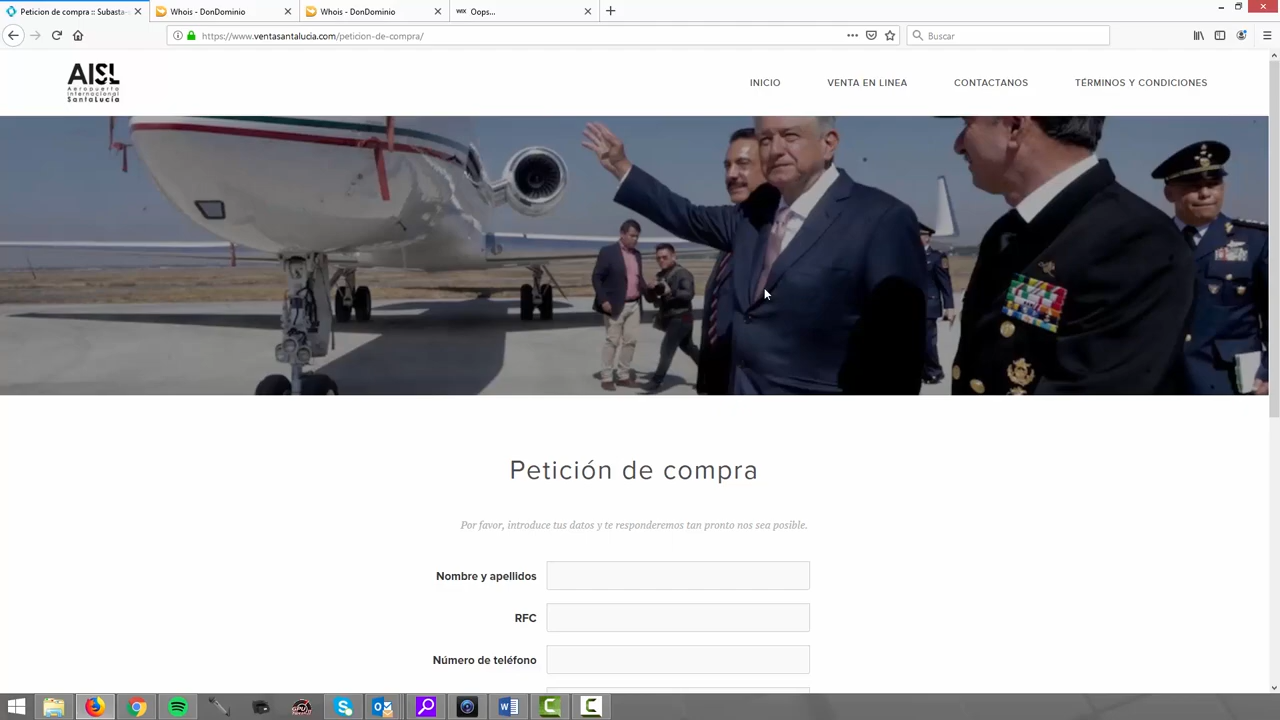 Peticion de compra :: Subasta-
Whois - DonDominio
Whois - DonDominio
WIX Oops...
https://www.ventasantalucia.com/peticion-de-compra/
Buscar
AISL
Aeropuerto
Internacional
SantaLucía
INICIO
VENTA EN LINEA
CONTACTANOS
TÉRMINOS Y CONDICIONES
Petición de compra
Por favor, introduce tus datos y te responderemos tan pronto nos sea posible.
Nombre y apellidos
RFC
Número de teléfono